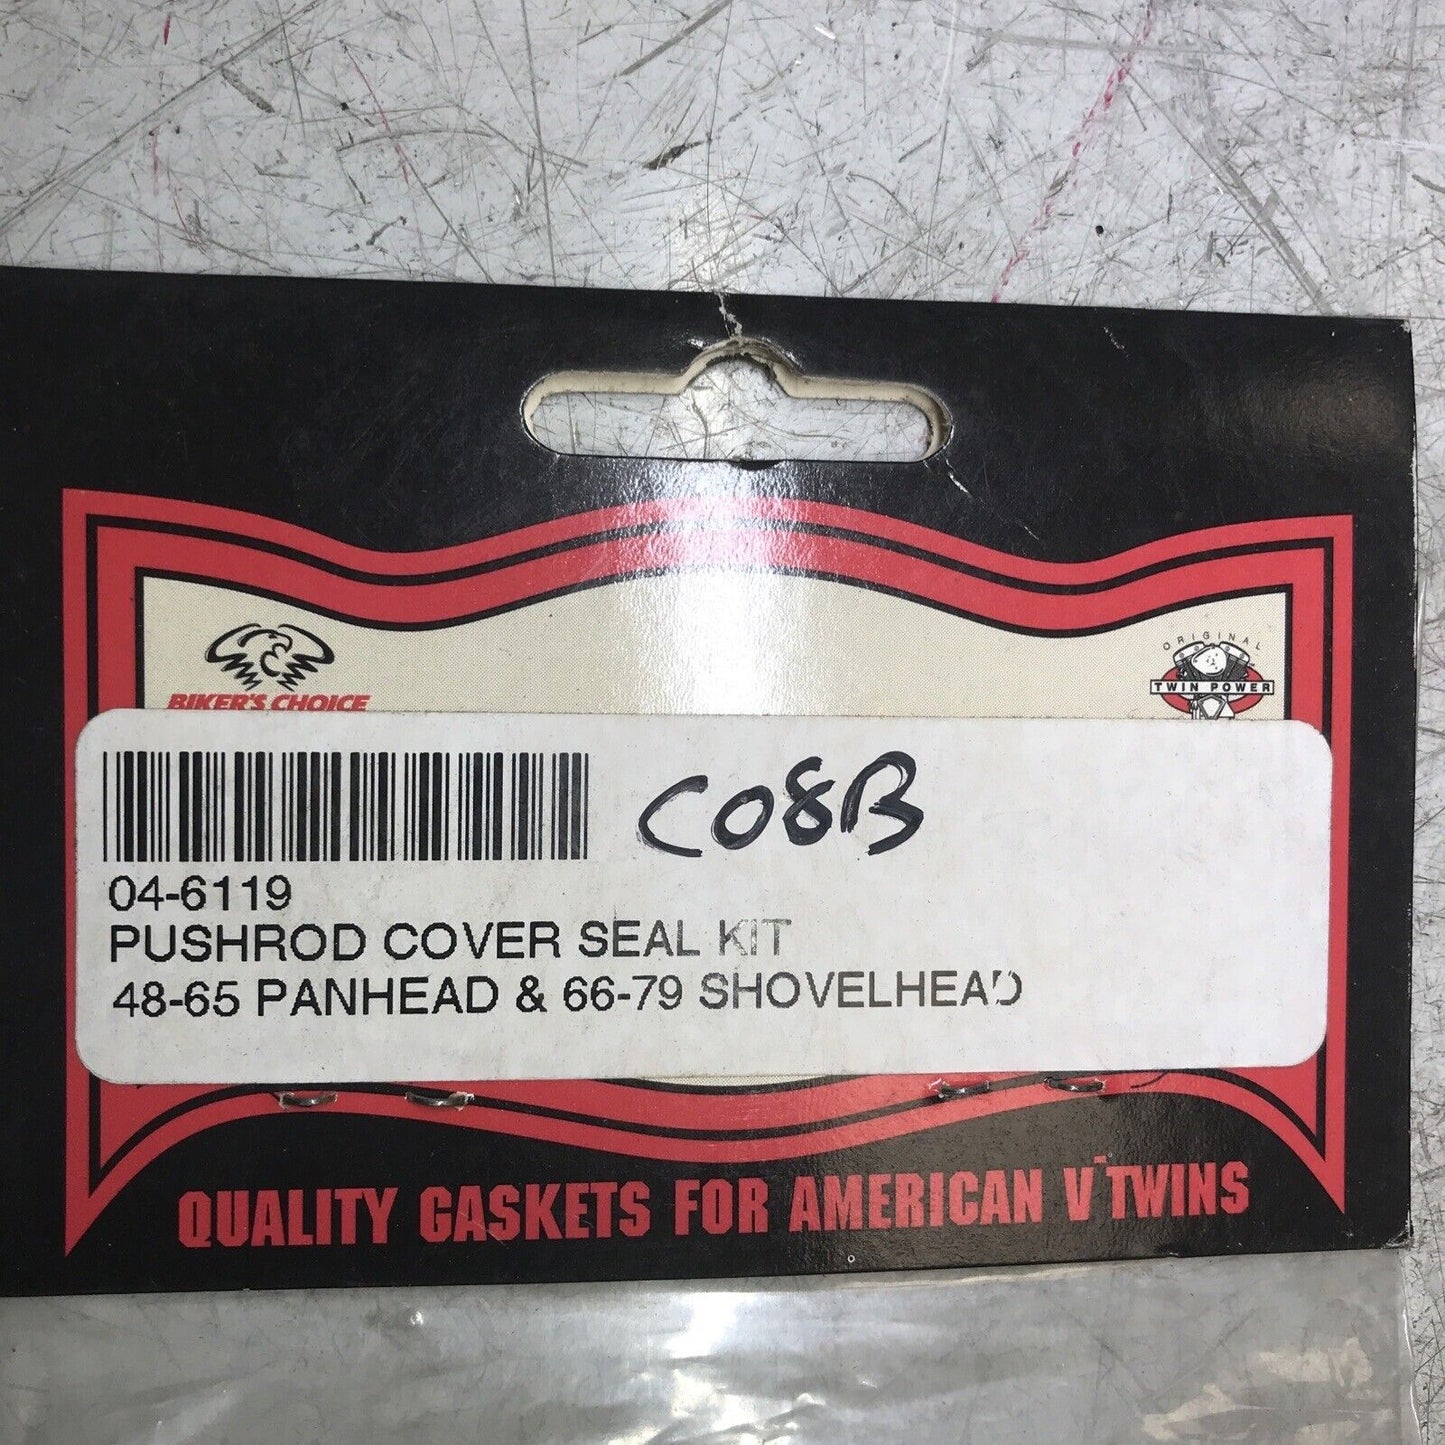 BIKER'S CHOICE
ORIGINAL
TWIN POWER
C08B
04-6119
PUSHROD COVER SEAL KIT
48-65 PANHEAD & 66-79 SHOVELHEAD
QUALITY GASKETS FOR AMERICAN V-TWINS